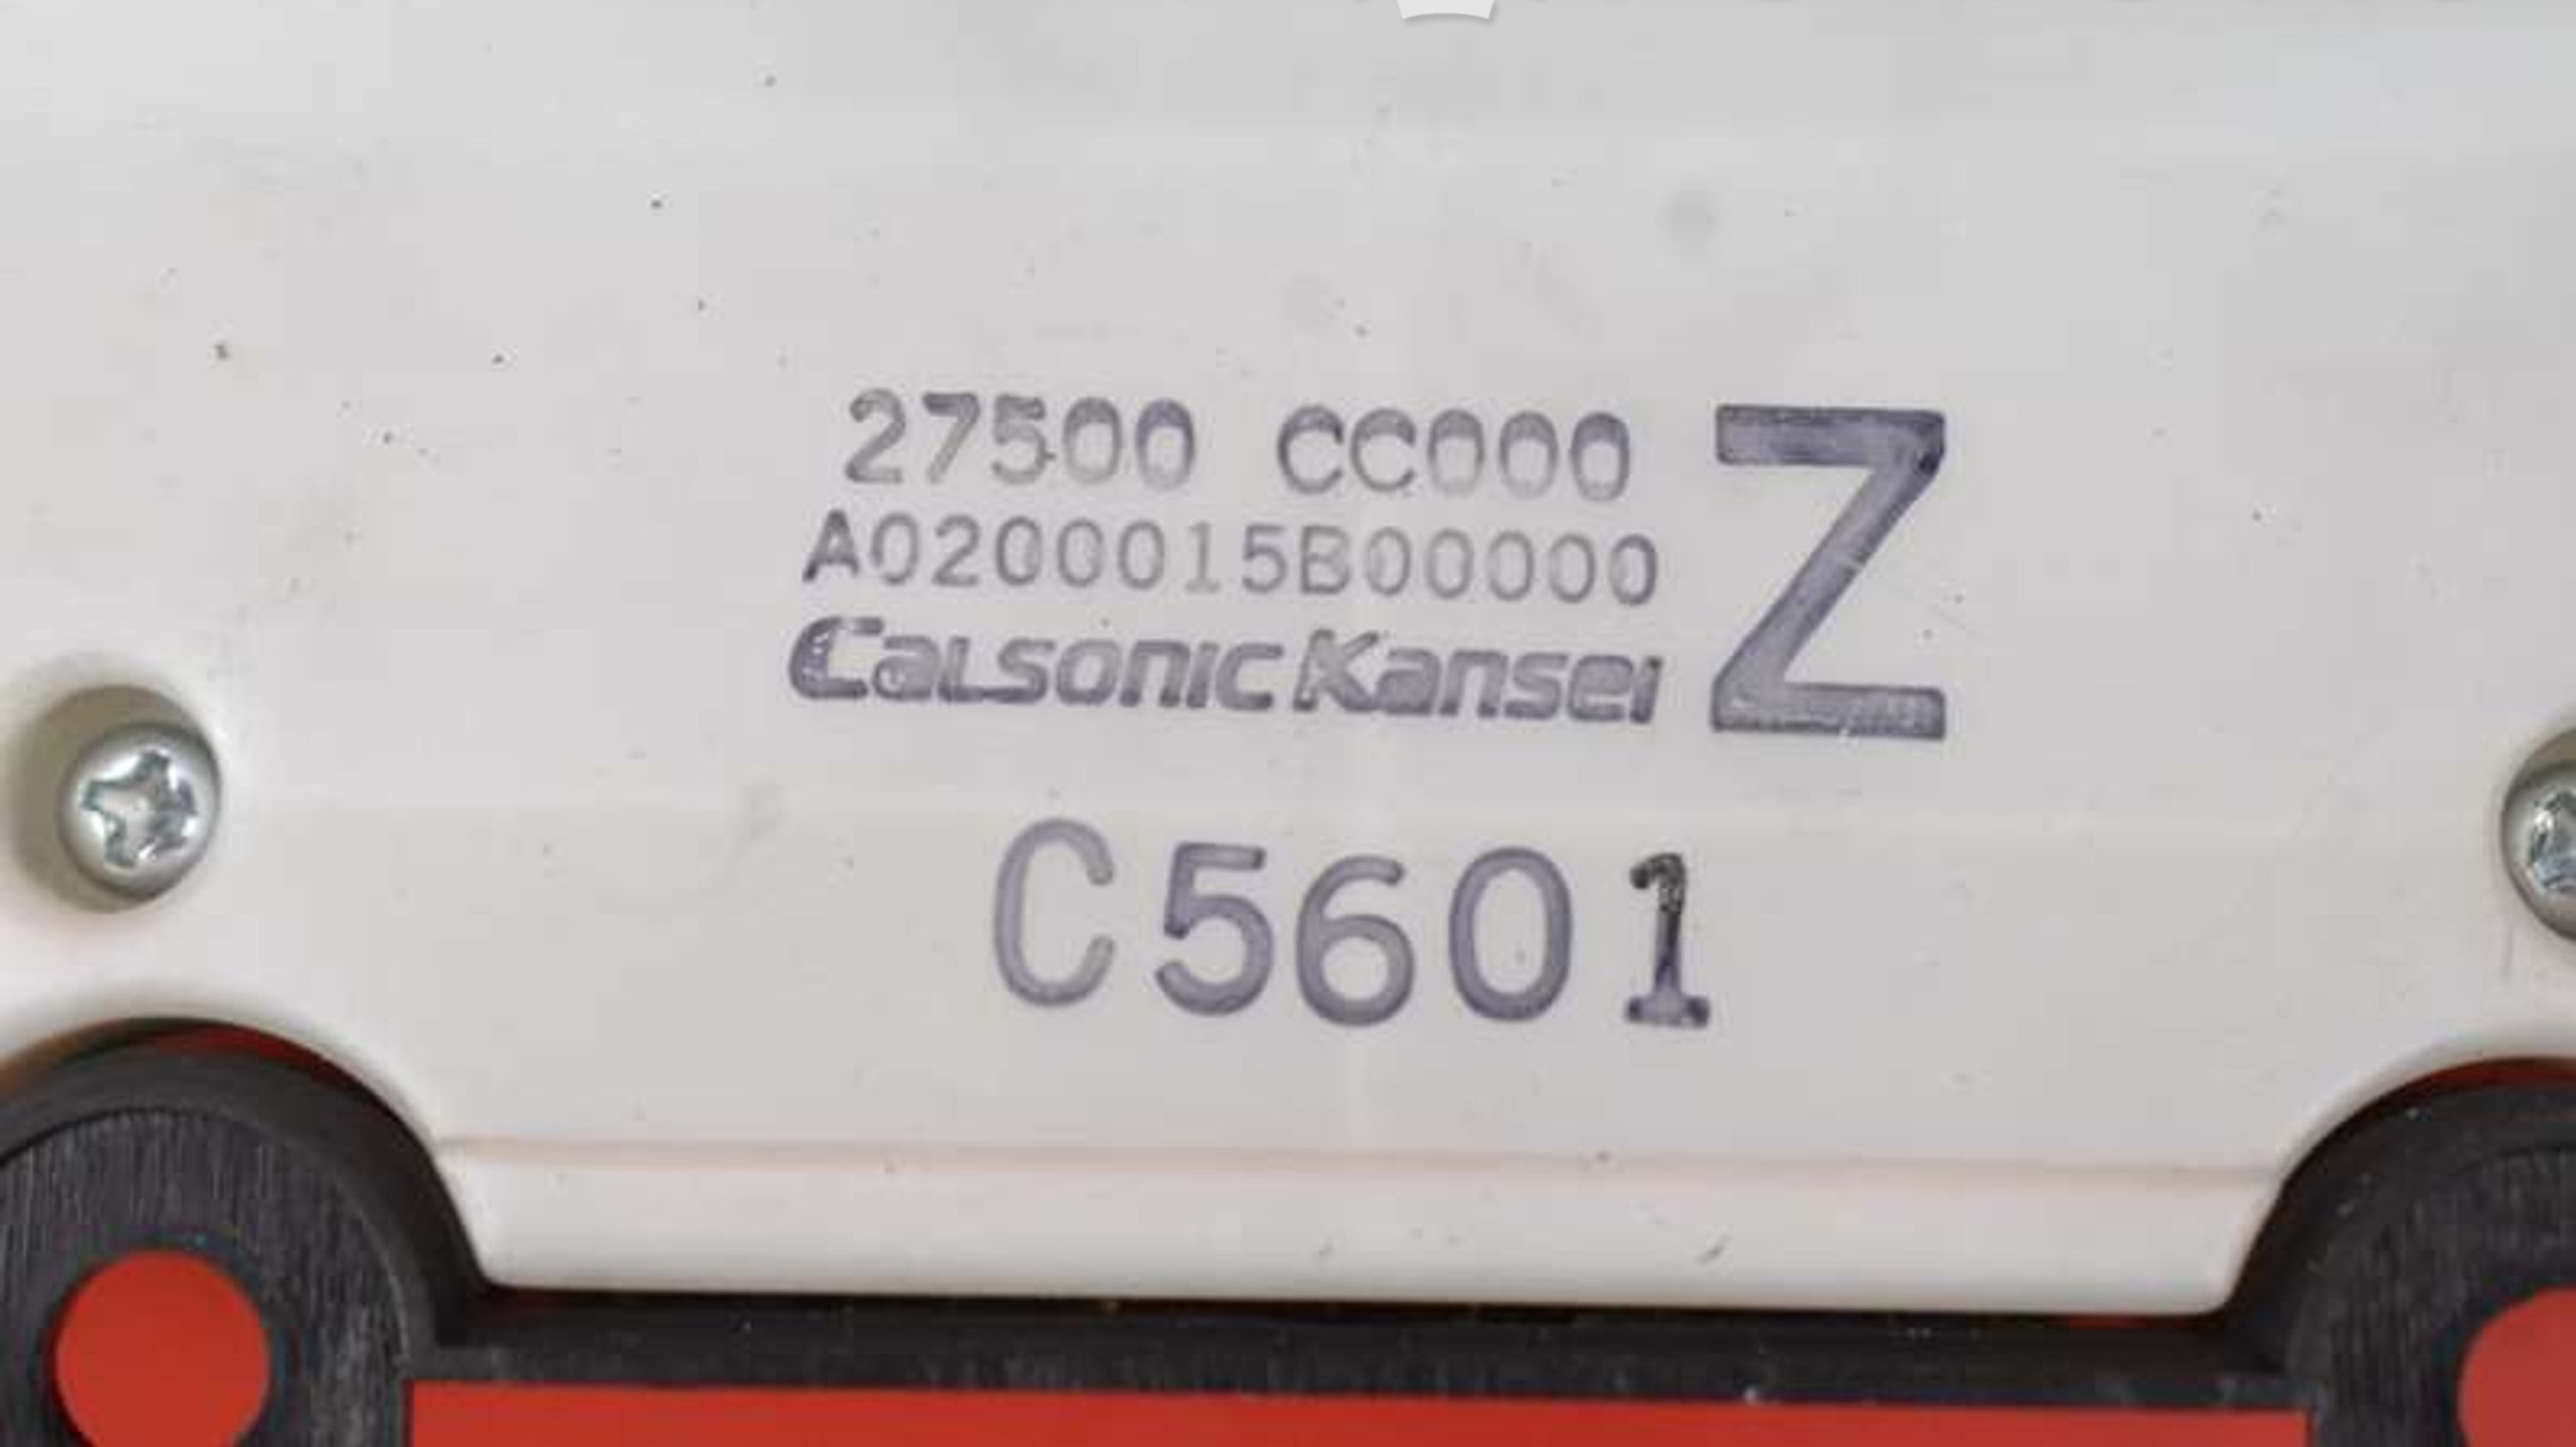 27500 CC000
A0200015B00000
Calsonic Kansei
Z
C5601